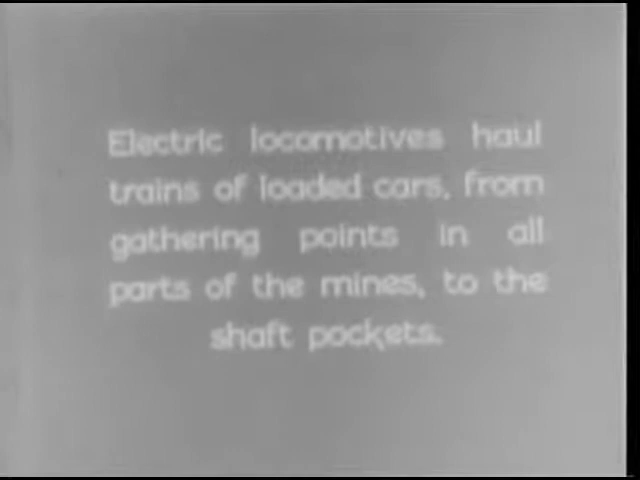 Electric locomotives haul
trains of loaded cars, from
gathering points in all
parts of the mines, to the
shaft pockets.